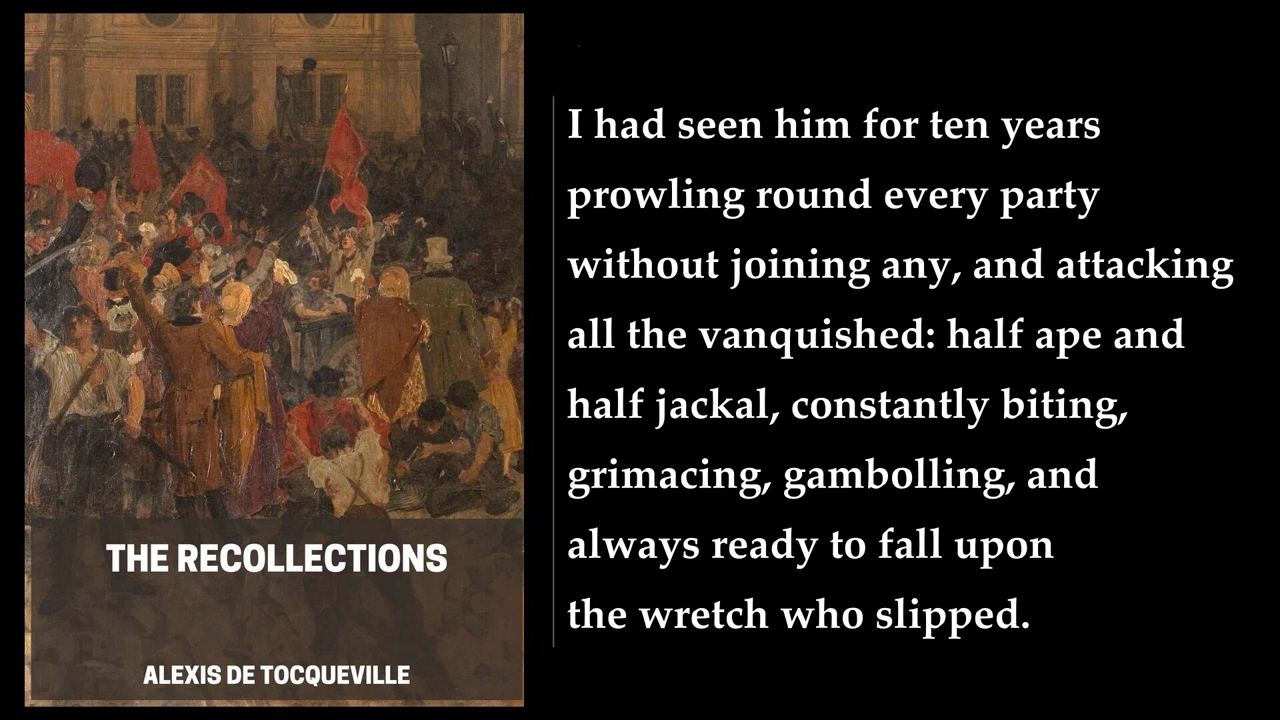 THE RECOLLECTIONS
ALEXIS DE TOCQUEVILLE
I had seen him for ten years
prowling round every party
without joining any, and attacking
all the vanquished: half ape and
half jackal, constantly biting,
grimacing, gambolling, and
always ready to fall upon
the wretch who slipped.